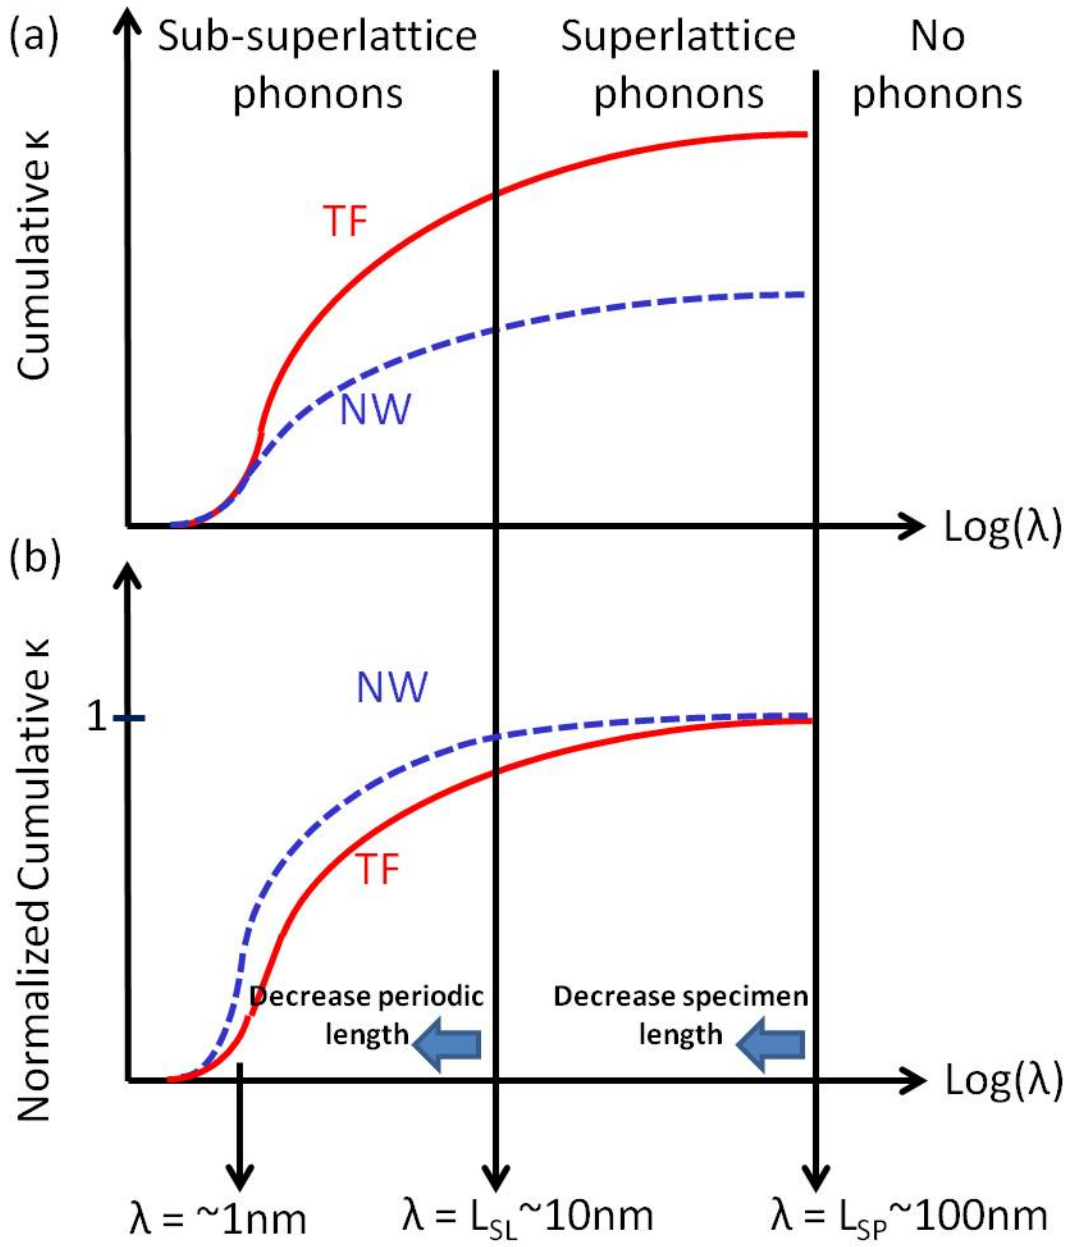 (a)
Sub-superlattice
phonons
Superlattice
phonons
No
phonons
Cumulative κ
TF
NW
Log(λ)
(b)
Normalized Cumulative κ
1
NW
TF
Decrease periodic
length
Decrease specimen
length
Log(λ)
λ = ~1nm
λ = L_SL~10nm
λ = L_SP~100nm